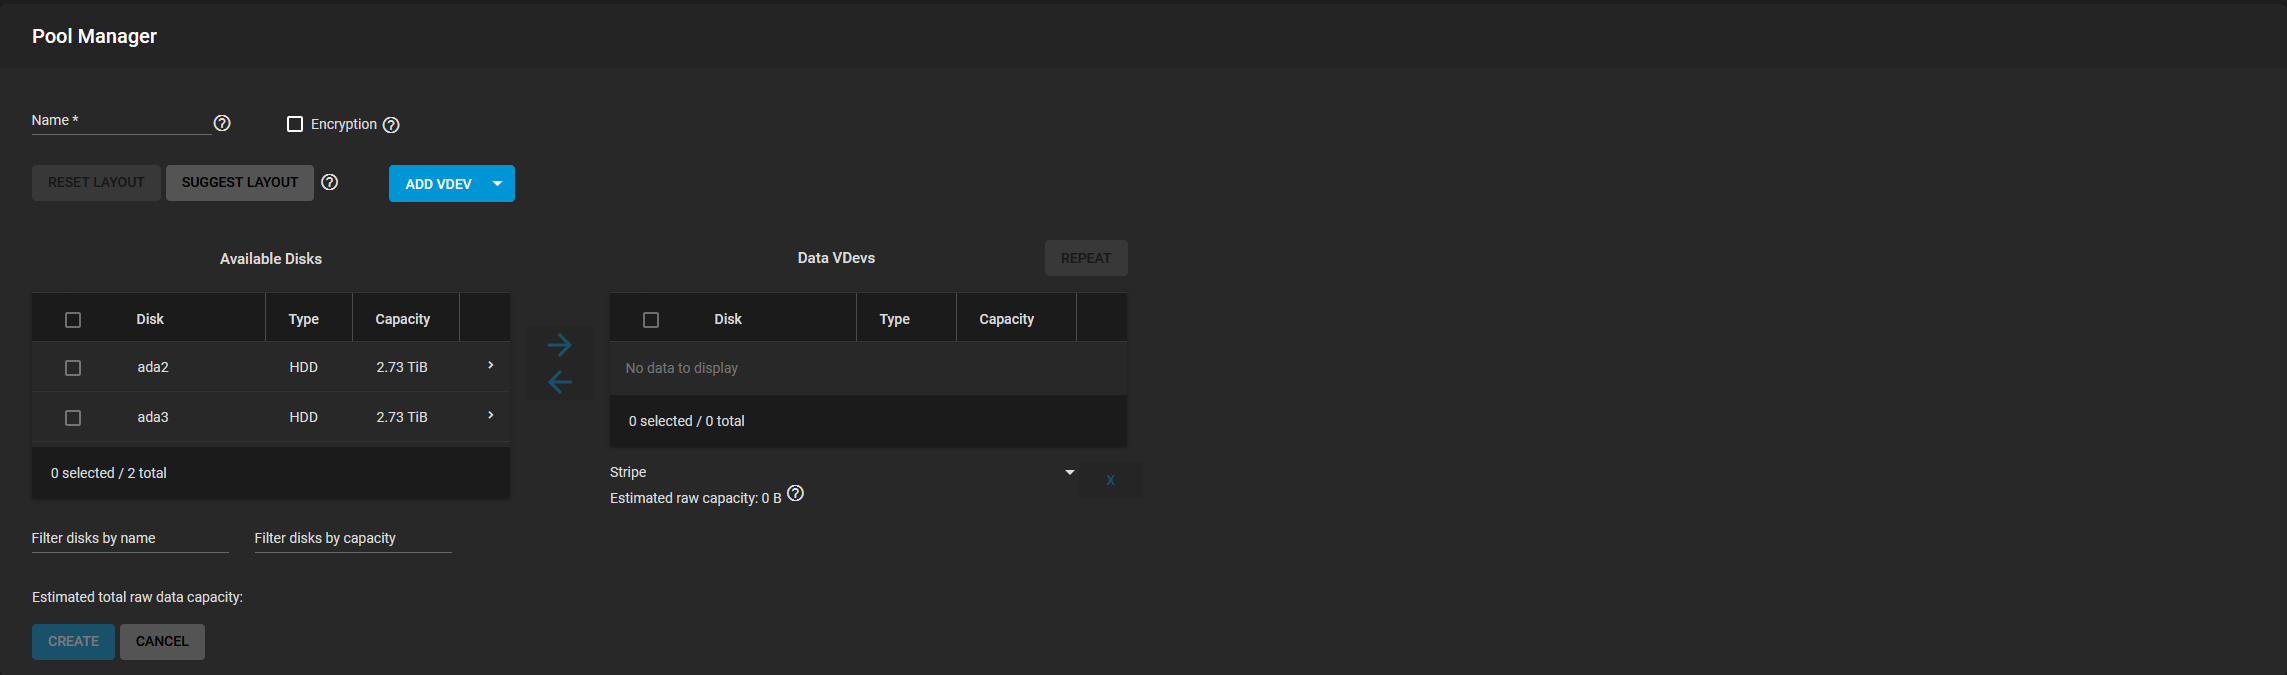 Pool Manager
Name *
Encryption
RESET LAYOUT SUGGEST LAYOUT ADD VDEV
Available Disks
Disk Type Capacity
ada2 HDD 2.73 TiB
ada3 HDD 2.73 TiB
0 selected / 2 total
Filter disks by name Filter disks by capacity
Data VDevs
REPEAT
Disk Type Capacity
No data to display
0 selected / 0 total
Stripe
X
Estimated raw capacity: 0 B
Estimated total raw data capacity:
CREATE CANCEL